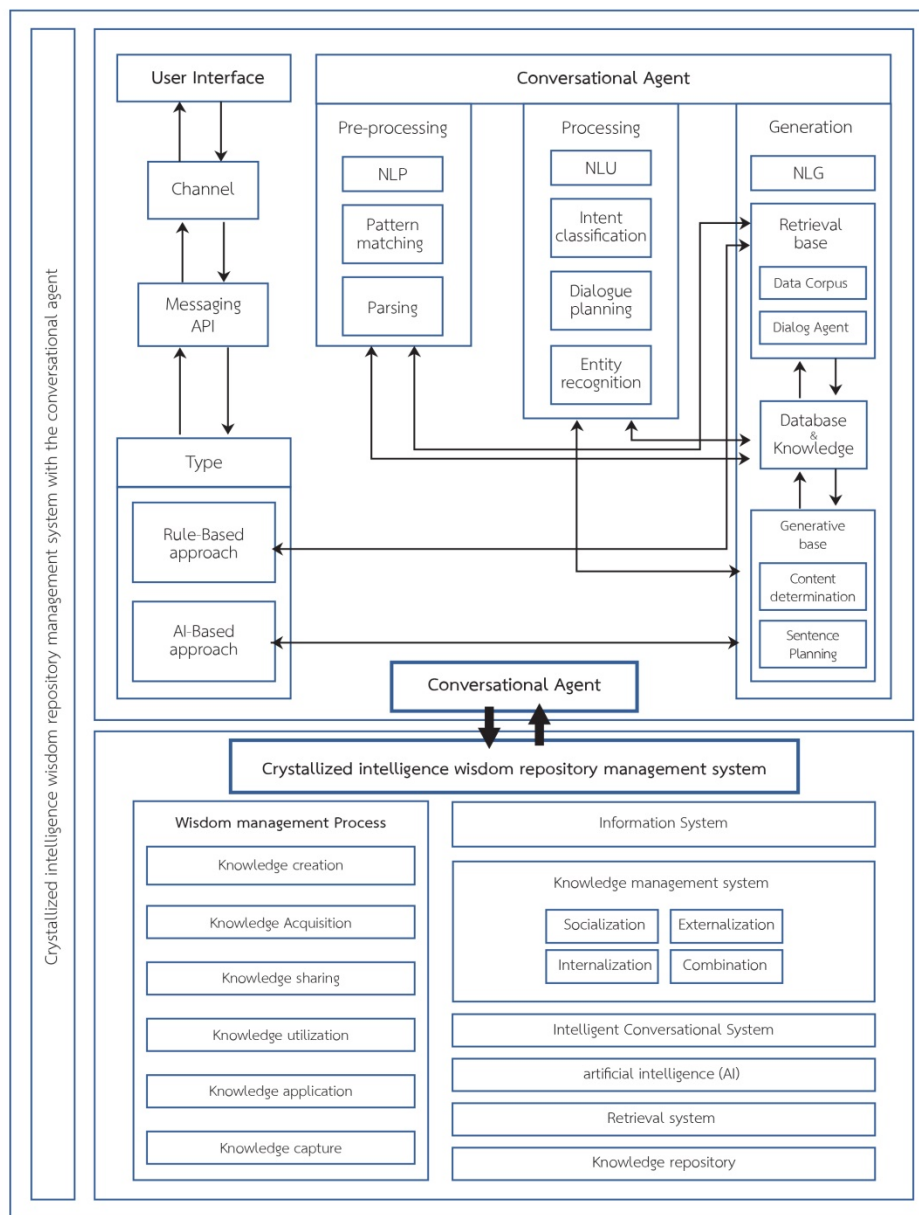 Crystallized intelligence wisdom repository management system with the conversational agent
User Interface
Channel
Messaging
API
Type
Rule-Based
approach
AI-Based
approach
Conversational Agent
Pre-processing
NLP
Pattern
matching
Parsing
Processing
NLU
Intent
classification
Dialogue
planning
Entity
recognition
Generation
NLG
Retrieval
base
Data Corpus
Dialog Agent
Database
&
Knowledge
Generative
base
Content
determination
Sentence
Planning
Conversational Agent
Crystallized intelligence wisdom repository management system
Wisdom management Process
Knowledge creation
Knowledge Acquisition
Knowledge sharing
Knowledge utilization
Knowledge application
Knowledge capture
Information System
Knowledge management system
Socialization
Externalization
Internalization
Combination
Intelligent Conversational System
artificial intelligence (AI)
Retrieval system
Knowledge repository